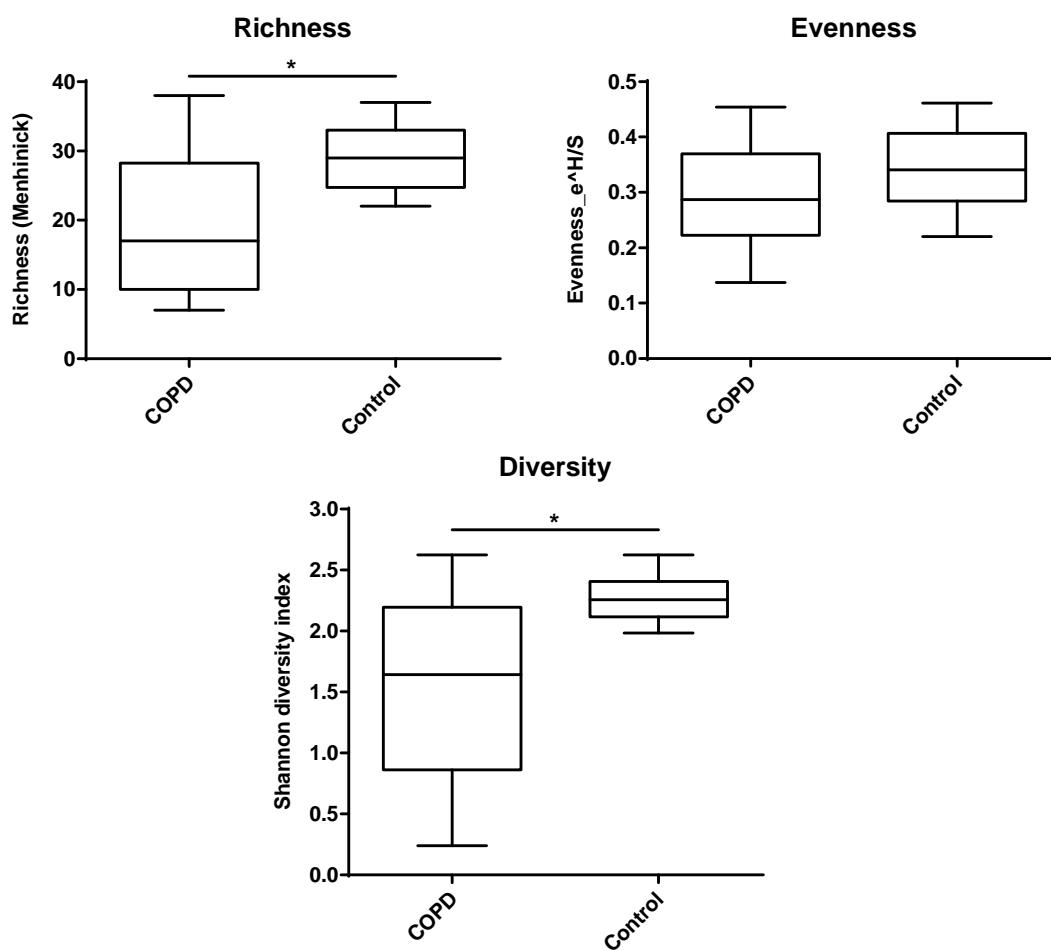 Richness
*
Richness (Menhinick)
40
30
20
10
0
COPD
Control
Evenness
Evenness_e^H/S
0.5
0.4
0.3
0.2
0.1
0.0
COPD
Control
Diversity
*
Shannon diversity index
3.0
2.5
2.0
1.5
1.0
0.5
0.0
COPD
Control